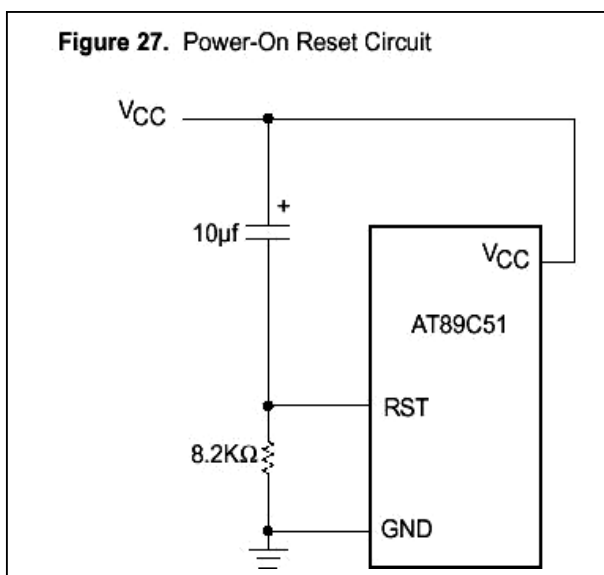 Figure 27. Power-On Reset Circuit
VCC
+
10µf
VCC
AT89C51
RST
8.2KΩ
GND